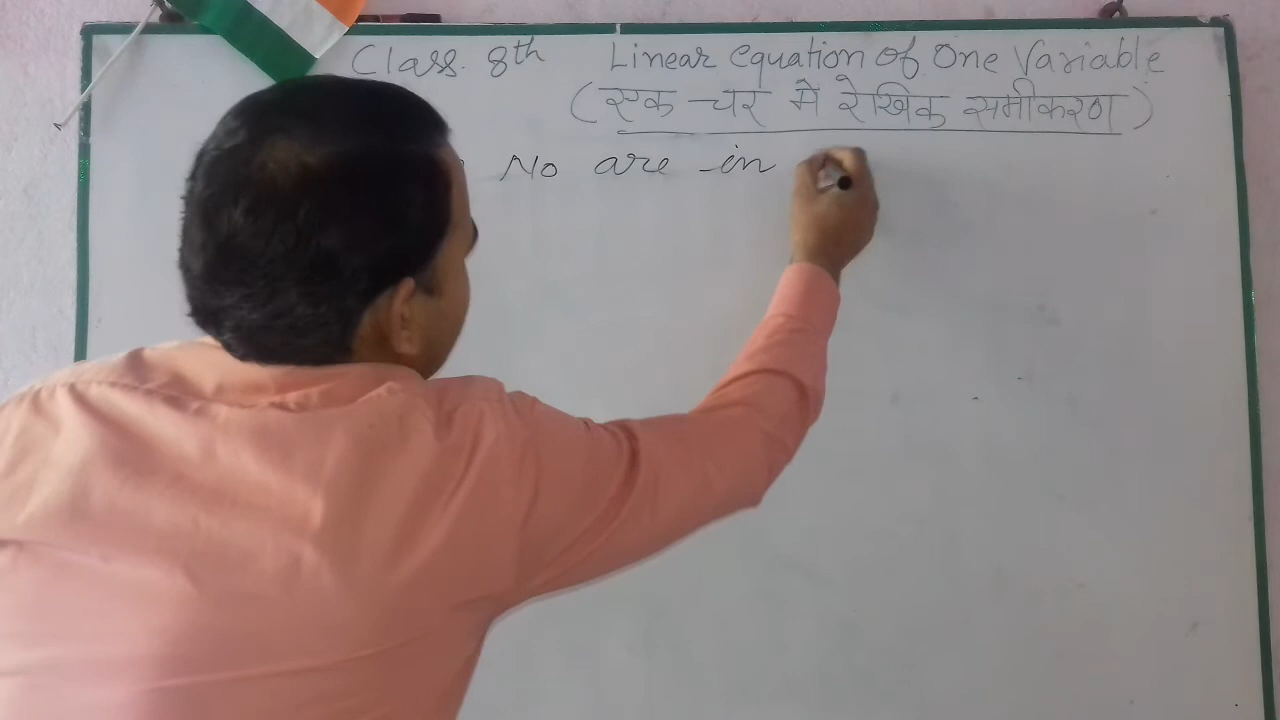 Class. 8th Linear equation of One Variable
(एक चर मे रेखिक समीकरण)
No are in